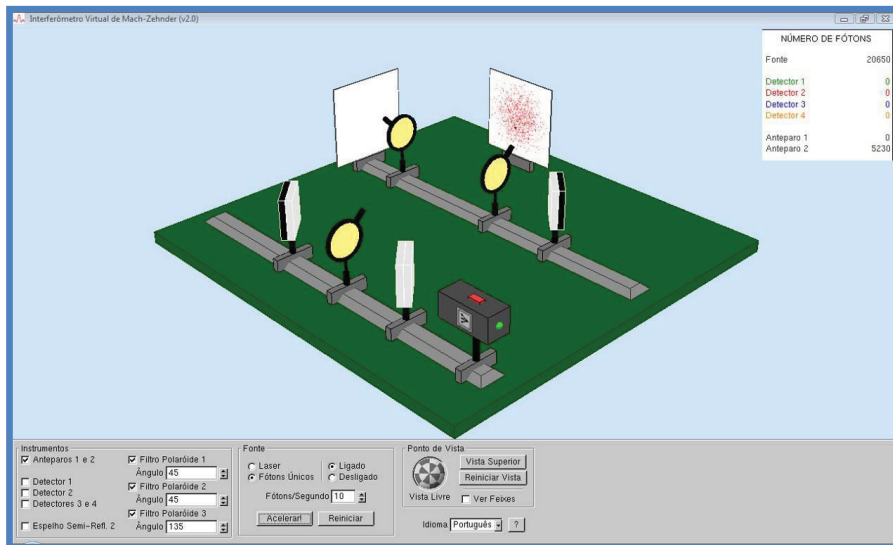 Interferômetro Virtual de Mach-Zehnder (v2.0)
NÚMERO DE FÓTONS
Fonte 20650
Detector 1 0
Detector 2 0
Detector 3 0
Detector 4 0
Anteparo 1 0
Anteparo 2 5230
Instrumentos
Anteparos 1 e 2
Detector 1
Detector 2
Detectores 3 e 4
Espelho Semi-Refl. 2
Filtro Polaróide 1
Ângulo 45
Filtro Polaróide 2
Ângulo 45
Filtro Polaróide 3
Ângulo 135
Fonte
Laser
Fótons Únicos
Ligado
Desligado
Fótons/Segundo 10
Acelerar!
Reiniciar
Ponto de Vista
Vista Livre
Vista Superior
Reiniciar Vista
Ver Feixes
Idioma Português ?